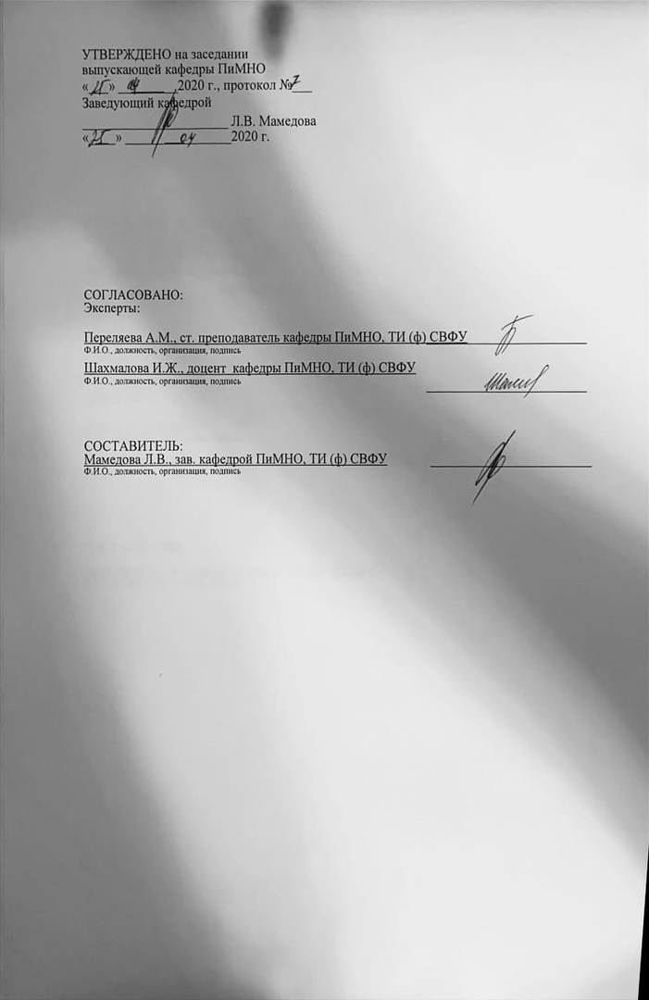 УТВЕРЖДЕНО на заседании
выпускающей кафедры ПиМНО
« 25 » 04 2020 г., протокол № 7
Заведующий кафедрой
Л.В. Мамедова
« 25 » 04 2020 г.
СОГЛАСОВАНО:
Эксперты:
Переляева А.М., ст. преподаватель кафедры ПиМНО, ТИ (ф) СВФУ
Ф.И.О., должность, организация, подпись
Шахмалова И.Ж., доцент кафедры ПиМНО, ТИ (ф) СВФУ
Ф.И.О., должность, организация, подпись
СОСТАВИТЕЛЬ:
Мамедова Л.В., зав. кафедрой ПиМНО, ТИ (ф) СВФУ
Ф.И.О., должность, организация, подпись